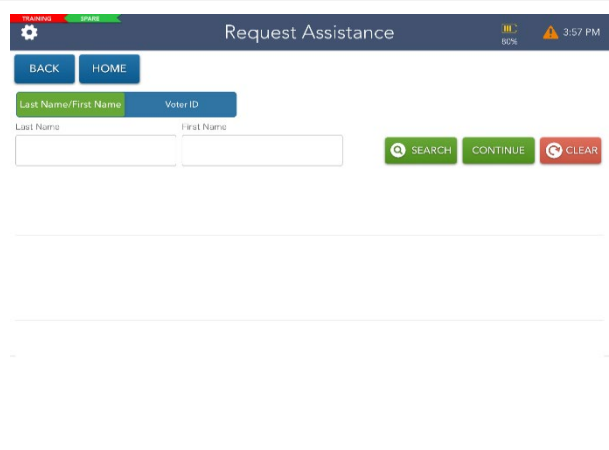 TRAINING SPARE
Request Assistance
80%
3:57 PM
BACK HOME
Last Name/First Name Voter ID
Last Name First Name
SEARCH CONTINUE CLEAR